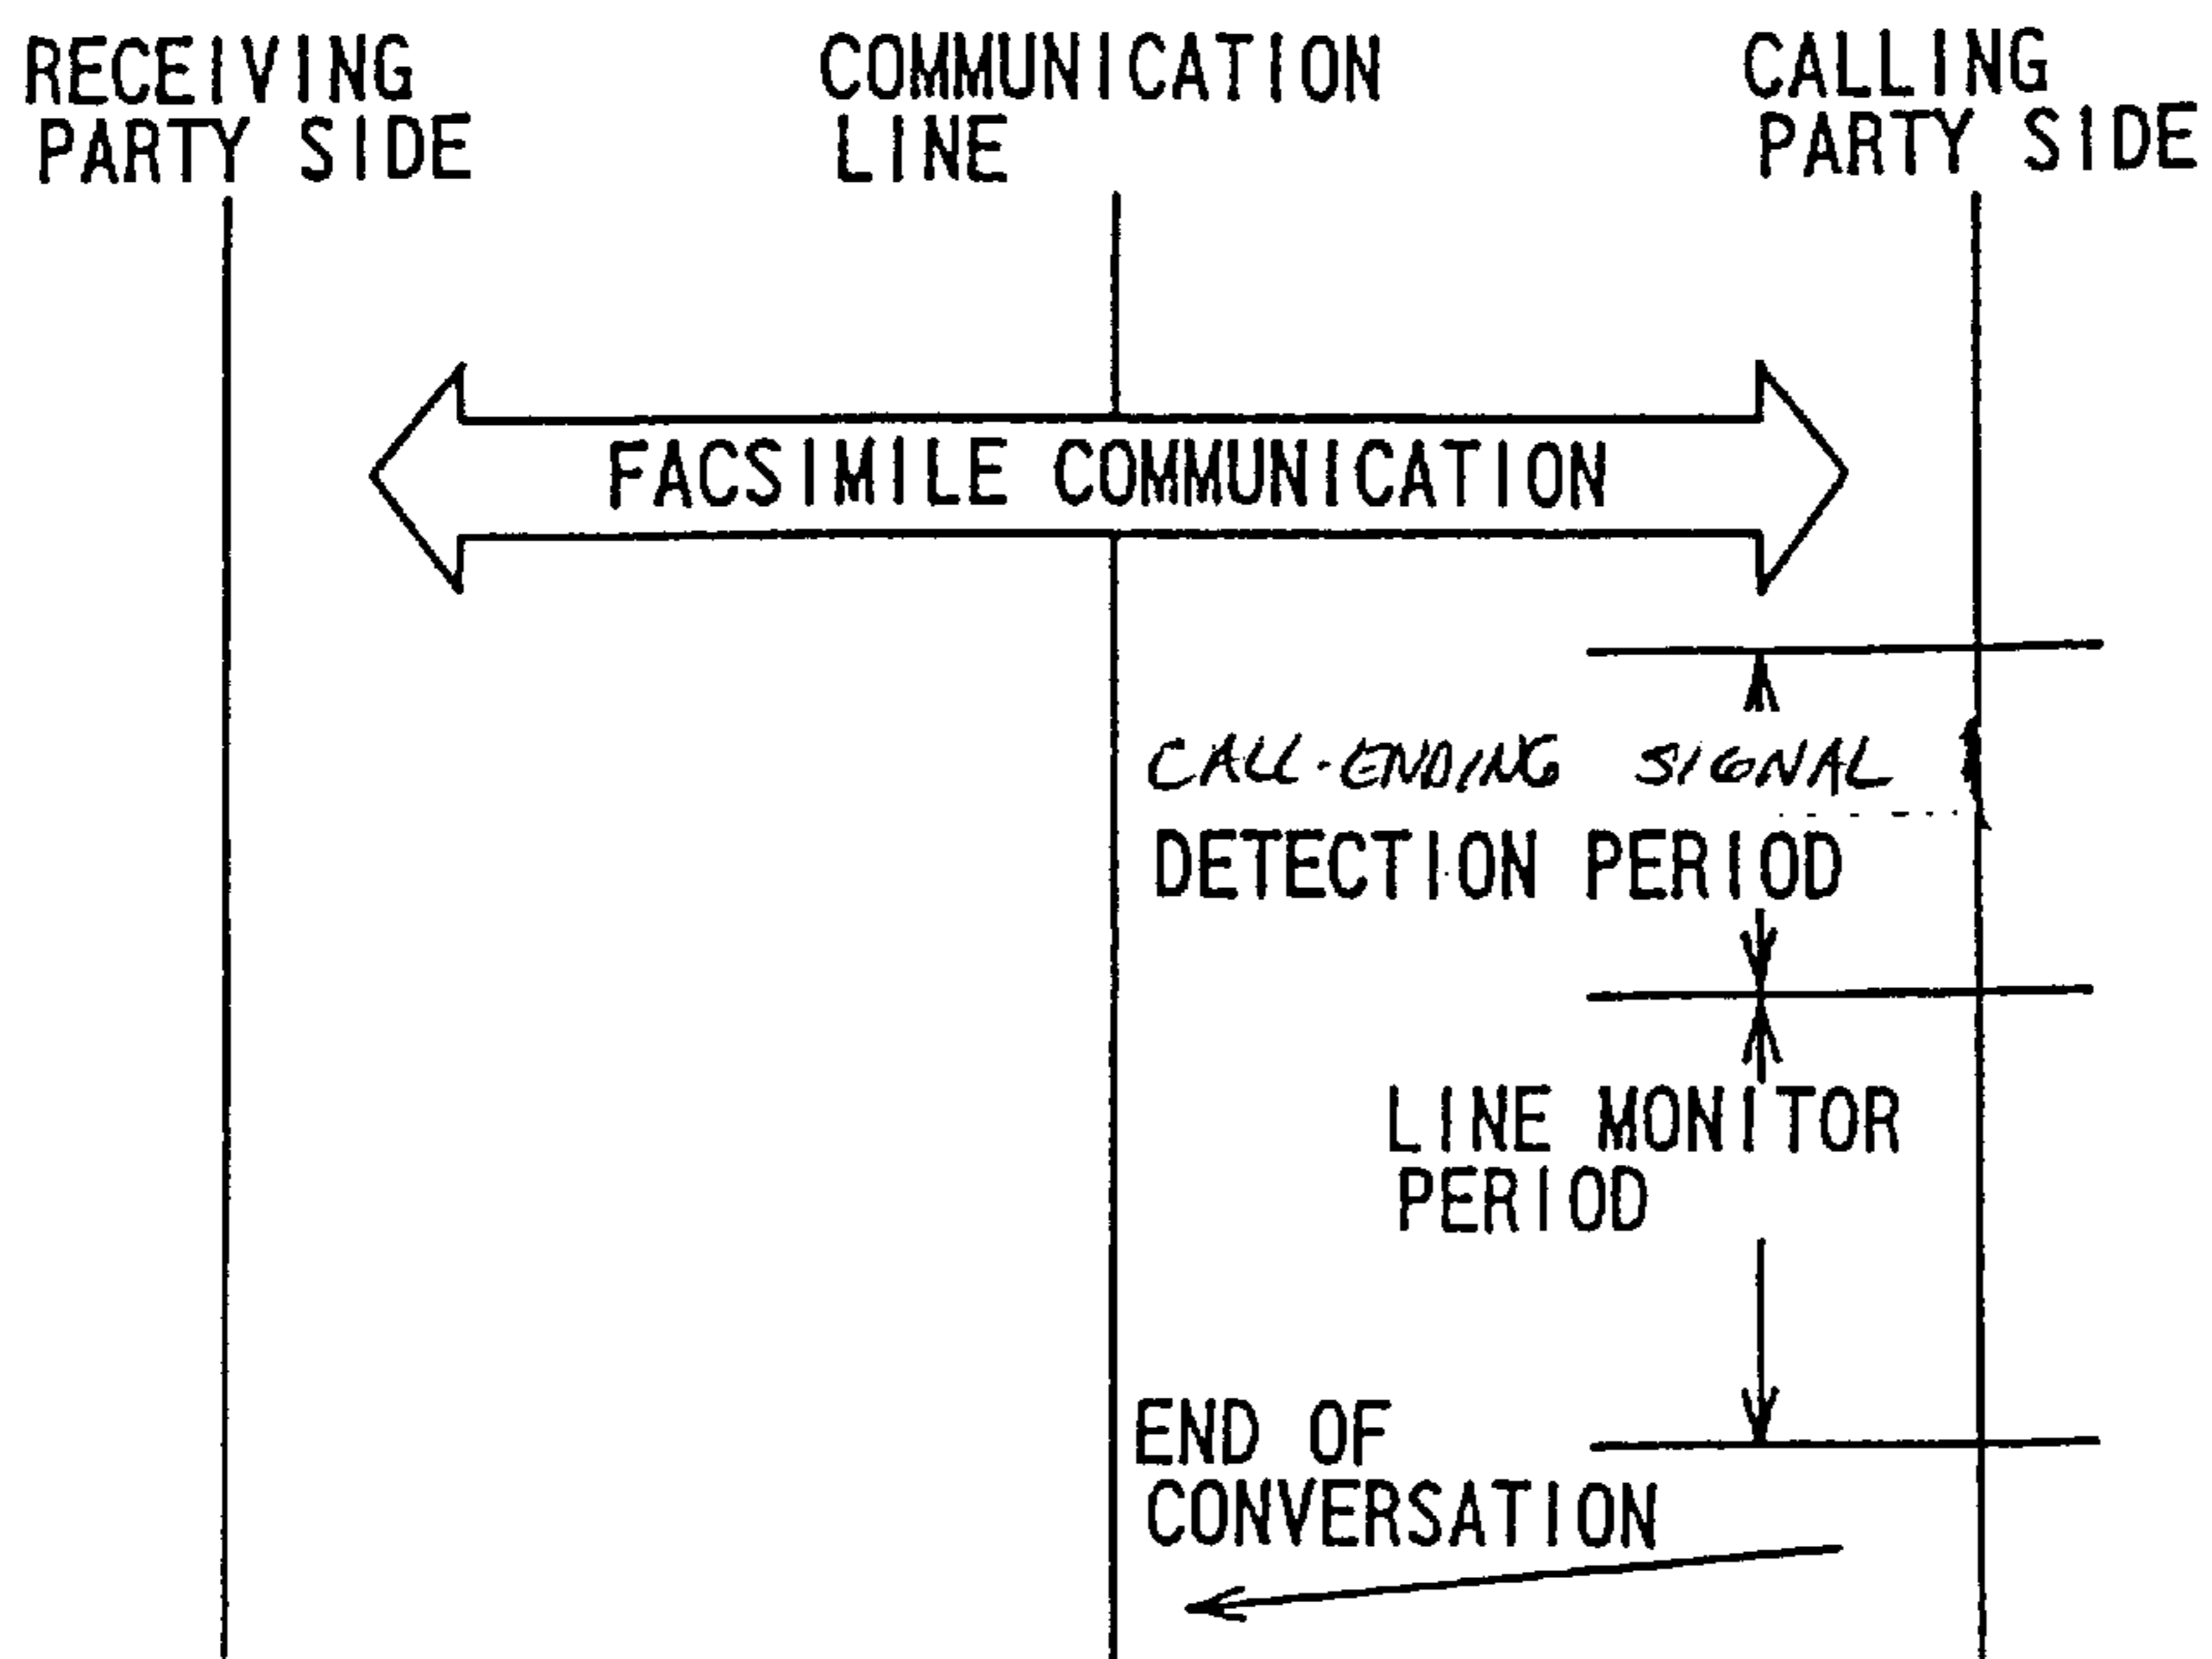 RECEIVING
PARTY SIDE
COMMUNICATION
LINE
CALLING
PARTY SIDE
FACSIMILE COMMUNICATION
CALL-ENDING SIGNAL
DETECTION PERIOD
LINE MONITOR
PERIOD
END OF
CONVERSATION